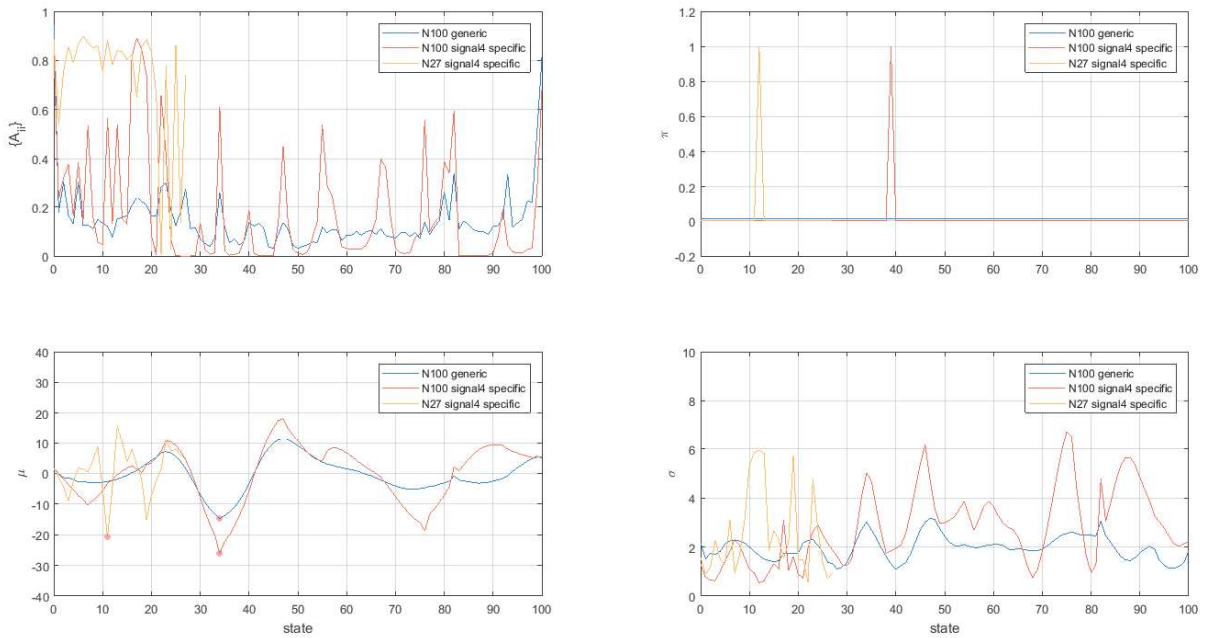 {A_ii}
1
0.8
0.6
0.4
0.2
0
0 10 20 30 40 50 60 70 80 90 100
N100 generic
N100 signal4 specific
N27 signal4 specific
π
1.2
1
0.8
0.6
0.4
0.2
0
-0.2
0 10 20 30 40 50 60 70 80 90 100
N100 generic
N100 signal4 specific
N27 signal4 specific
μ
40
30
20
10
0
-10
-20
-30
-40
0 10 20 30 40 50 60 70 80 90 100
state
N100 generic
N100 signal4 specific
N27 signal4 specific
σ
10
8
6
4
2
0
0 10 20 30 40 50 60 70 80 90 100
state
N100 generic
N100 signal4 specific
N27 signal4 specific